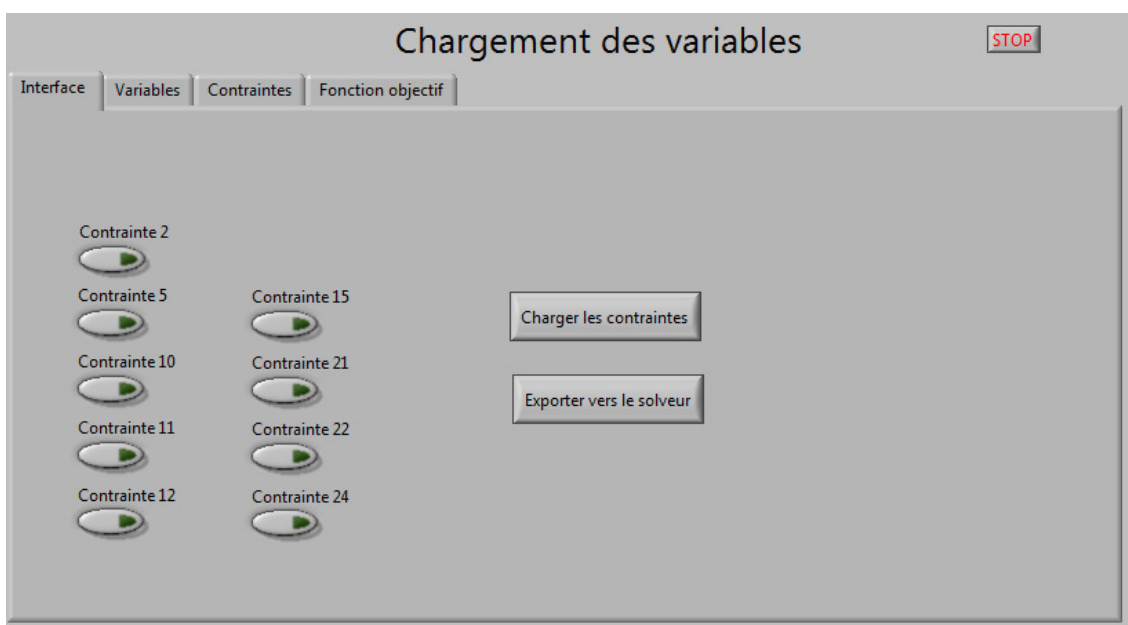 Chargement des variables
STOP
Interface
Variables
Contraintes
Fonction objectif
Contrainte 2
Contrainte 5
Contrainte 15
Charger les contraintes
Contrainte 10
Contrainte 21
Exporter vers le solveur
Contrainte 11
Contrainte 22
Contrainte 12
Contrainte 24